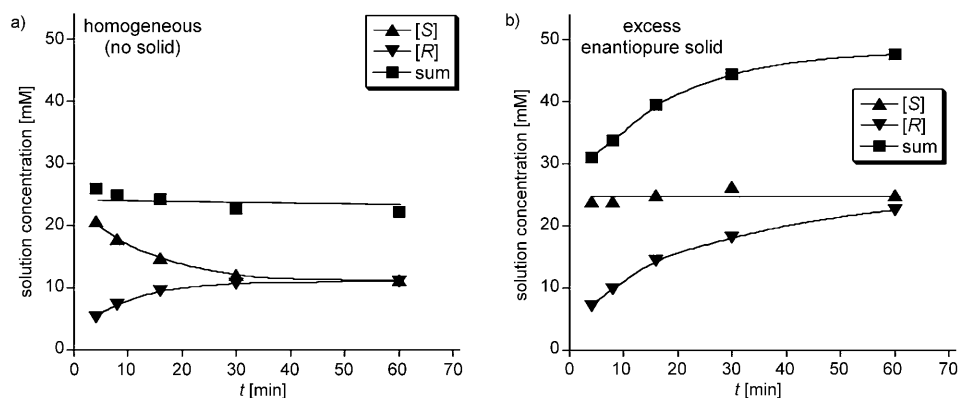 a)
homogeneous
(no solid)
[S]
[R]
sum
solution concentration [mM]
50
40
30
20
10
0
0 10 20 30 40 50 60 70
t [min]
b)
excess
enantiopure solid
[S]
[R]
sum
solution concentration [mM]
50
40
30
20
10
0
0 10 20 30 40 50 60 70
t [min]